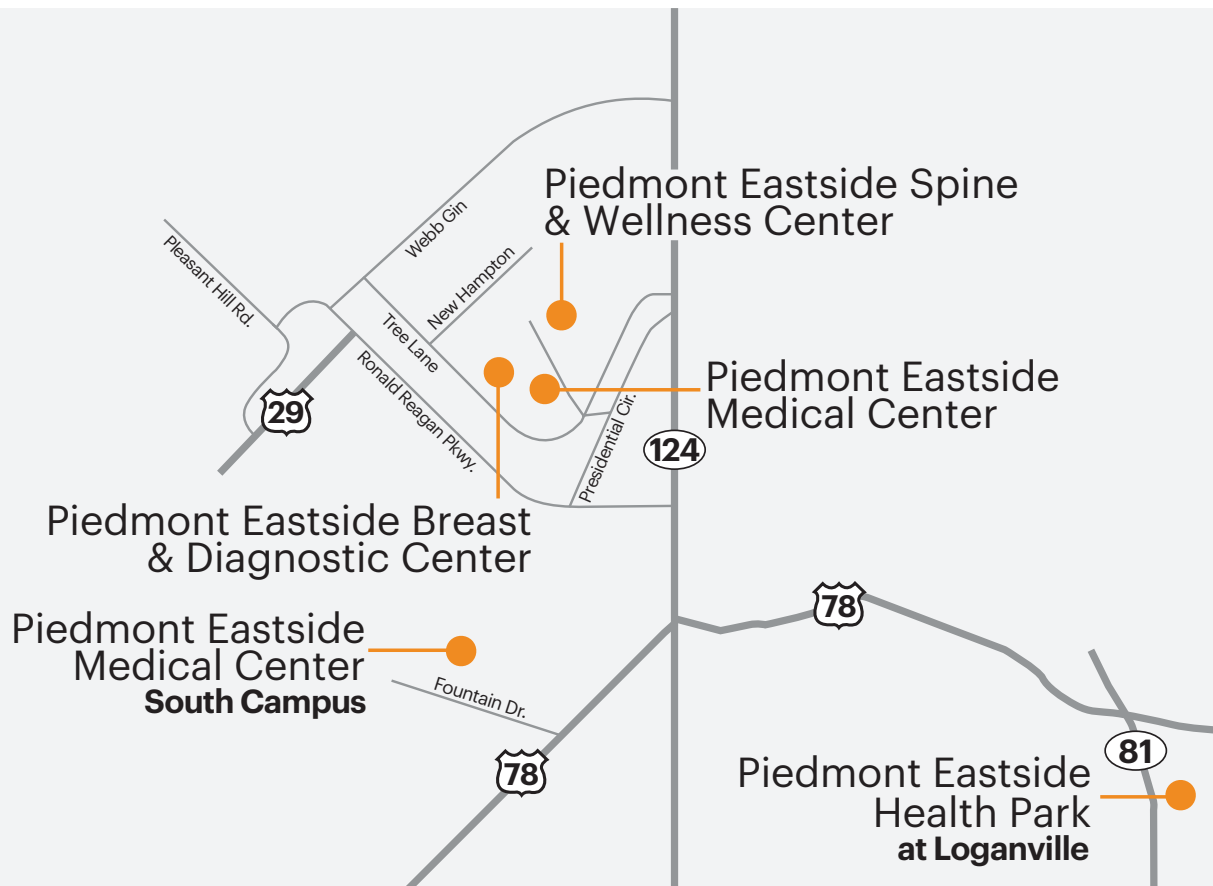 Piedmont Eastside Spine
& Wellness Center
Webb Gin
Pleasant Hill Rd.
New Hampton
Tree Lane
Ronald Reagan Pkwy.
29
Piedmont Eastside
Medical Center
Presidential Cir.
124
Piedmont Eastside Breast
& Diagnostic Center
78
Piedmont Eastside
Medical Center
South Campus
Fountain Dr.
78
81
Piedmont Eastside
Health Park
at Loganville